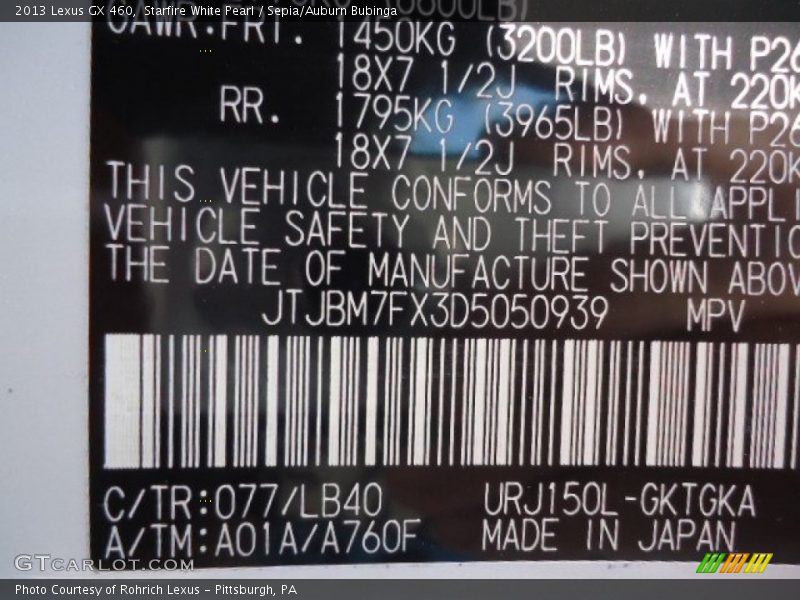 2013 Lexus GX 460, Starfire White Pearl / Sepia/Auburn Bubinga
GAWR:FRT. 1450KG (3200LB) WITH P26
18X7 1/2J RIMS, AT 220K
RR. 1795KG (3965LB) WITH P26
18X7 1/2J RIMS, AT 220K
THIS VEHICLE CONFORMS TO ALL APPLI
VEHICLE SAFETY AND THEFT PREVENTIO
THE DATE OF MANUFACTURE SHOWN ABOV
JTJBM7FX3D5050939 MPV
C/TR:077/LB40 URJ150L-GKTGKA
A/TM:A01A/A760F MADE IN JAPAN
GTCARLOT.COM
Photo Courtesy of Rohrich Lexus - Pittsburgh, PA